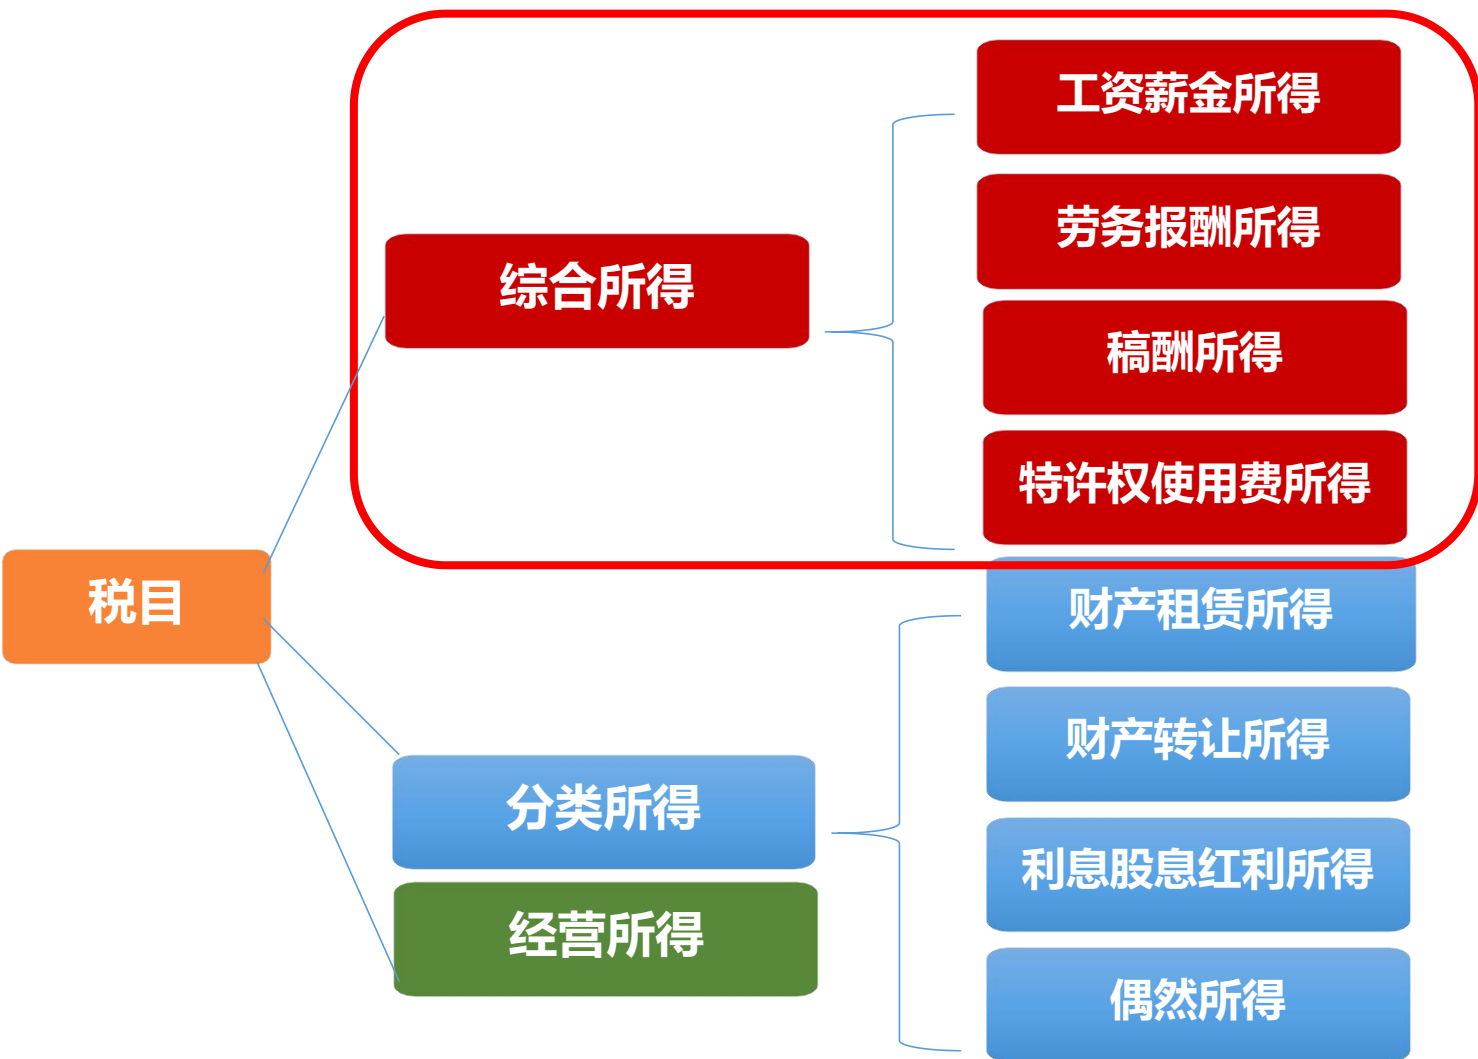 工资薪金所得
劳务报酬所得
综合所得
稿酬所得
特许权使用费所得
税目
财产租赁所得
财产转让所得
分类所得
利息股息红利所得
经营所得
偶然所得